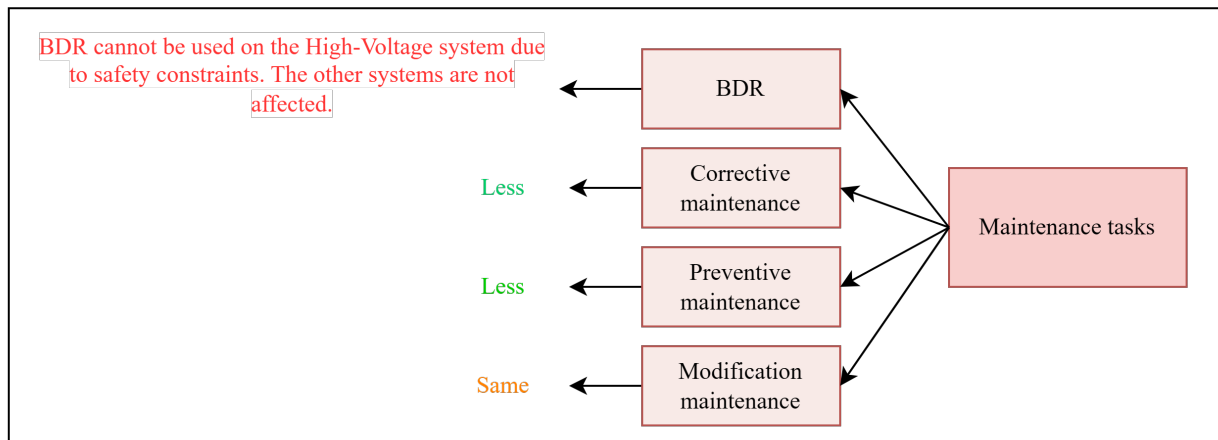 BDR cannot be used on the High-Voltage system due
to safety constraints. The other systems are not
affected.
BDR
Less
Corrective
maintenance
Maintenance tasks
Less
Preventive
maintenance
Same
Modification
maintenance